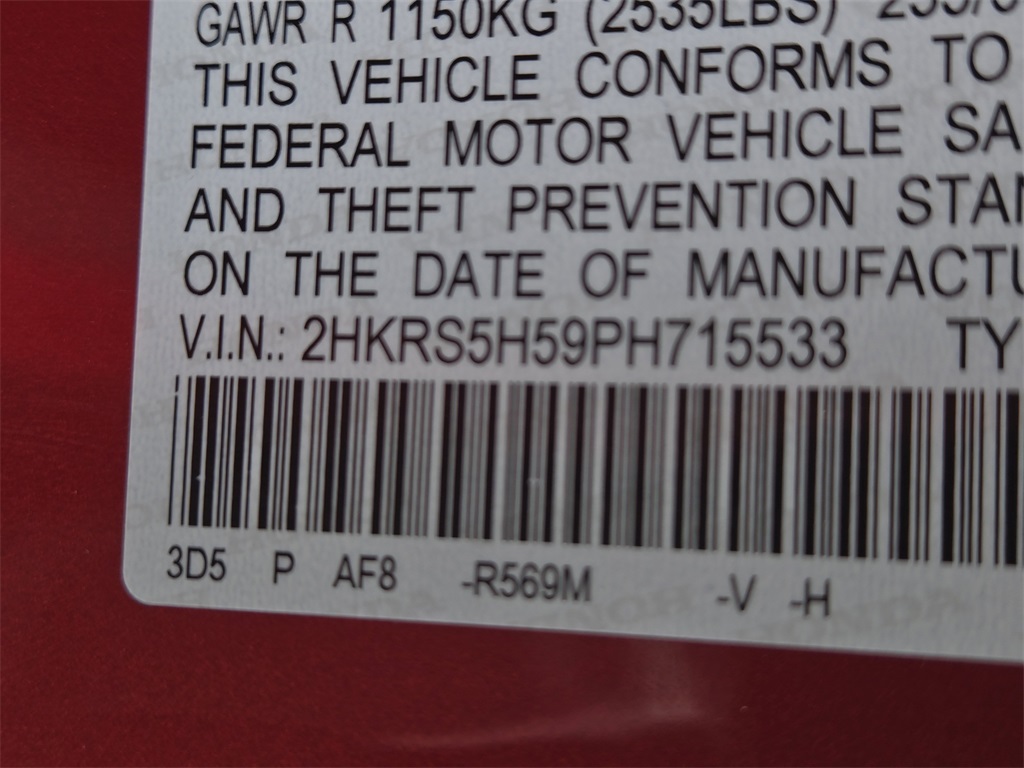 GAWR R 1150KG (2535LBS)
THIS VEHICLE CONFORMS TO
FEDERAL MOTOR VEHICLE SA
AND THEFT PREVENTION STAN
ON THE DATE OF MANUFACTU
V.I.N.: 2HKRS5H59PH715533 TY
3D5 P AF8 -R569M -V -H